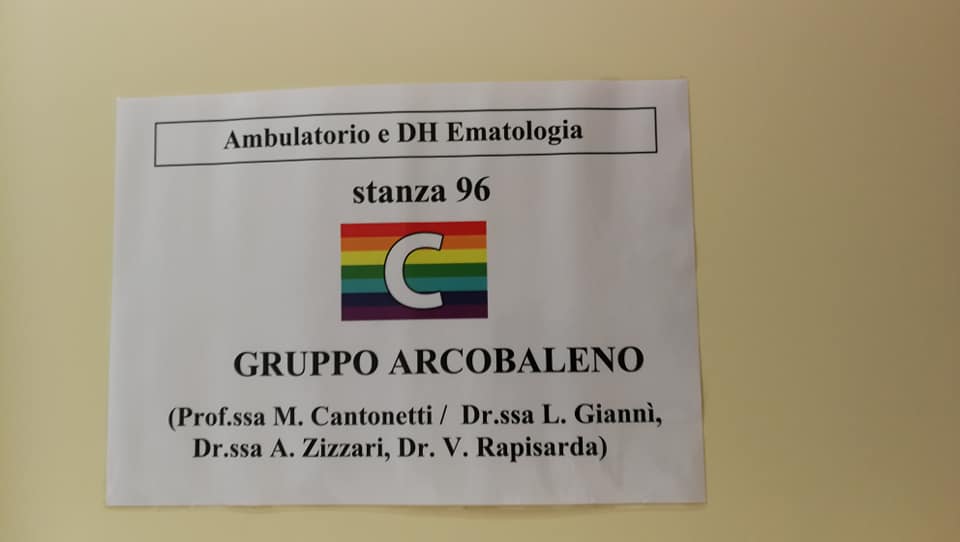 Ambulatorio e DH Ematologia
stanza 96
C
GRUPPO ARCOBALENO
(Prof.ssa M. Cantonetti / Dr.ssa L. Giannì,
Dr.ssa A. Zizzari, Dr. V. Rapisarda)